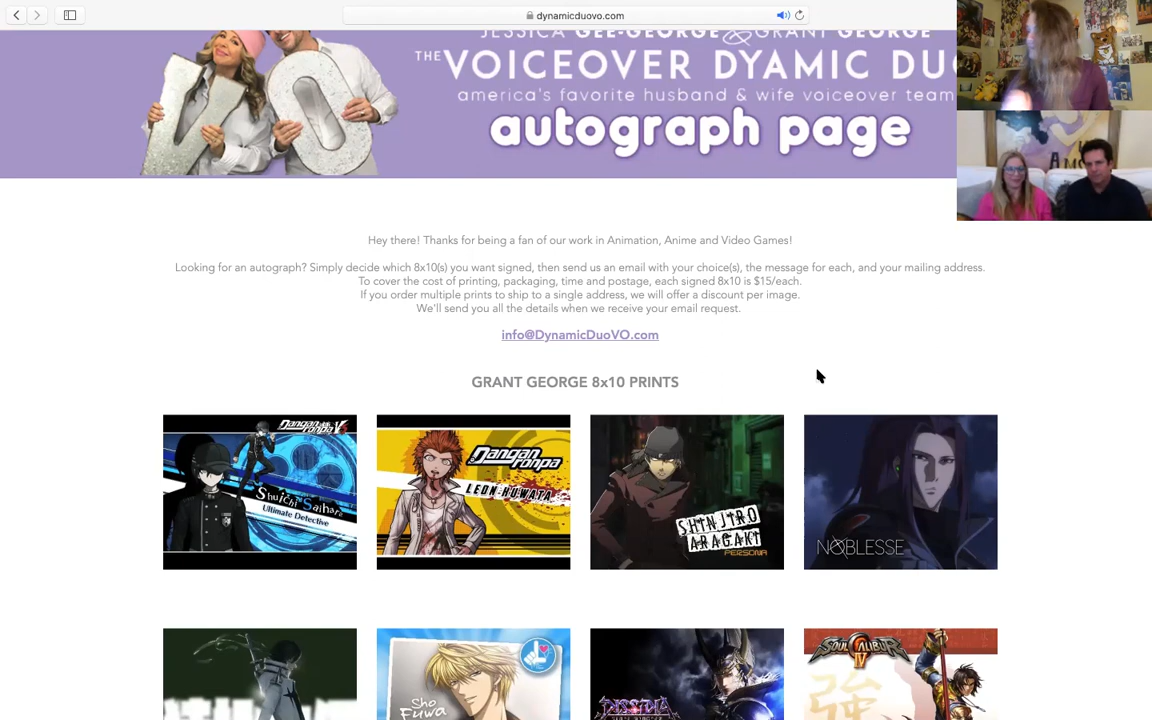 dynamicduovo.com
JESSICA GEE-GEORGE & GRANT GEORGE
THE VOICEOVER DYAMIC DU
america's favorite husband & wife voiceover team
autograph page
Hey there! Thanks for being a fan of our work in Animation, Anime and Video Games!
Looking for an autograph? Simply decide which 8x10(s) you want signed, then send us an email with your choice(s), the message for each, and your mailing address.
To cover the cost of printing, packaging, time and postage, each signed 8x10 is $15/each.
If you order multiple prints to ship to a single address, we will offer a discount per image.
We'll send you all the details when we receive your email request.
info@DynamicDuoVO.com
GRANT GEORGE 8x10 PRINTS
Danganronpa V3
Shuichi Saihara
Ultimate Detective
Danganronpa
LEON KUWATA
SHINJIRO
ARAGAKI
PERSONA
NOBLESSE
Sho
Fuwa
DISSIDIA
SOULCALIBUR
IV
強